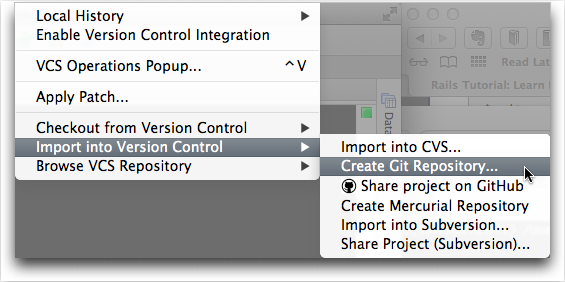 Local History
Enable Version Control Integration
VCS Operations Popup... ^V
Apply Patch...
Checkout from Version Control
Import into Version Control
Browse VCS Repository
Import into CVS...
Create Git Repository...
Share project on GitHub
Create Mercurial Repository
Import into Subversion...
Share Project (Subversion)...
Read Lat
Rails Tutorial: Learn
Data